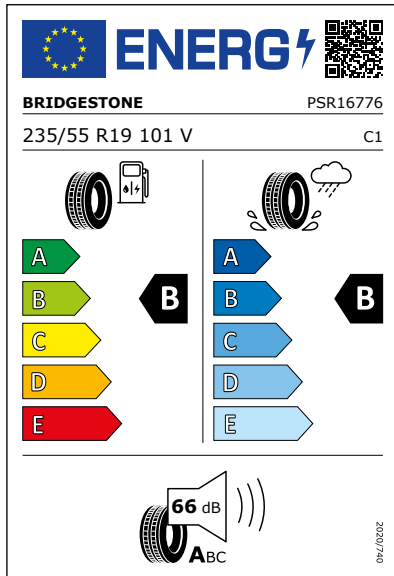 ENERG
BRIDGESTONE PSR16776
235/55 R19 101 V C1
A A
B B B B
C C
D D
E E
66 dB
ABC
2020/740